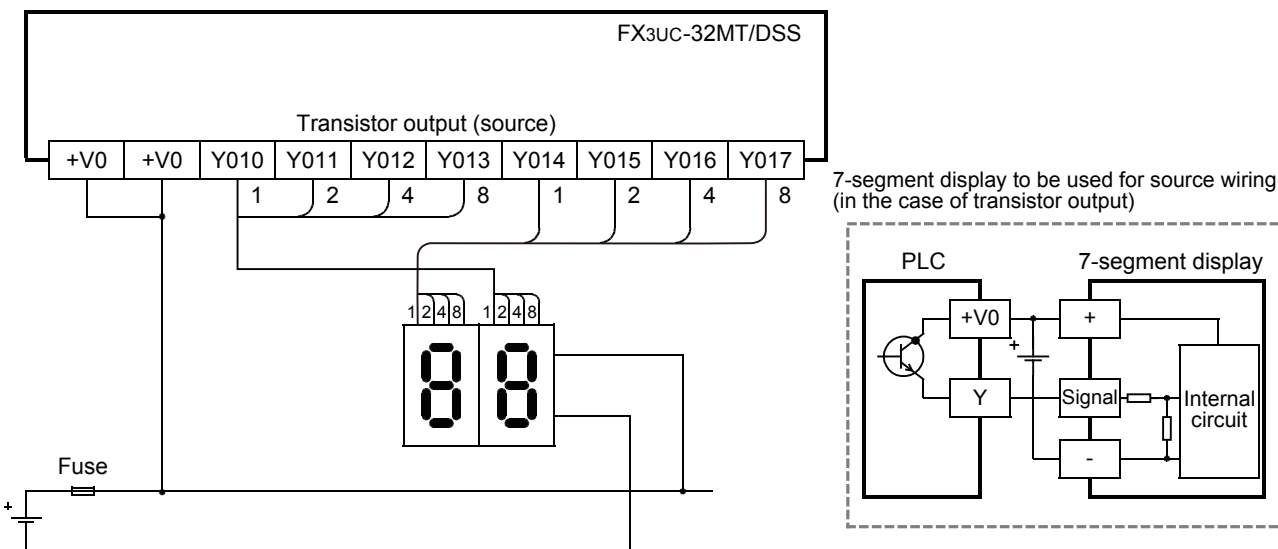 FX3UC-32MT/DSS
Transistor output (source)
+V0 +V0 Y010 Y011 Y012 Y013 Y014 Y015 Y016 Y017
1 2 4 8 1 2 4 8
7-segment display to be used for source wiring
(in the case of transistor output)
PLC 7-segment display
+V0 +
+
Y Signal Internal
circuit
-
1 2 4 8 1 2 4 8
8 8
Fuse
+